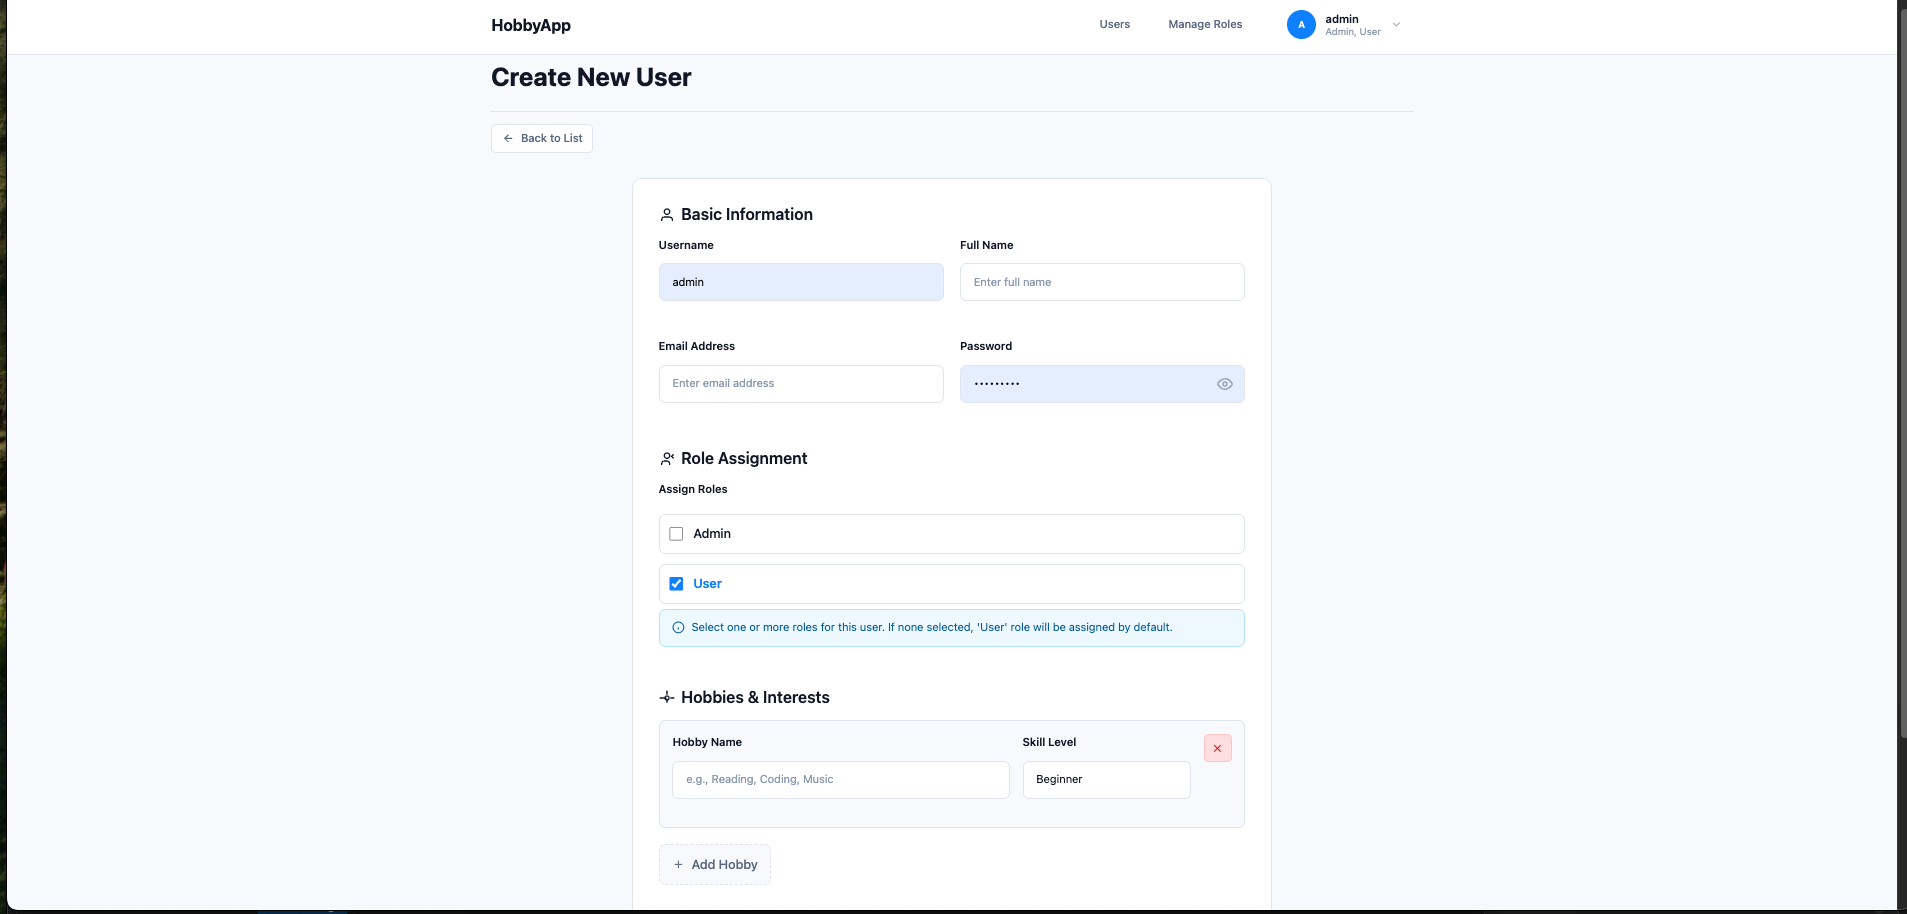 HobbyApp
Users
Manage Roles
A
admin
Admin, User
Create New User
Back to List
Basic Information
Username
Full Name
admin
Enter full name
Email Address
Password
Enter email address
•••••••••
Role Assignment
Assign Roles
Admin
User
Select one or more roles for this user. If none selected, 'User' role will be assigned by default.
Hobbies & Interests
Hobby Name
Skill Level
e.g., Reading, Coding, Music
Beginner
+ Add Hobby